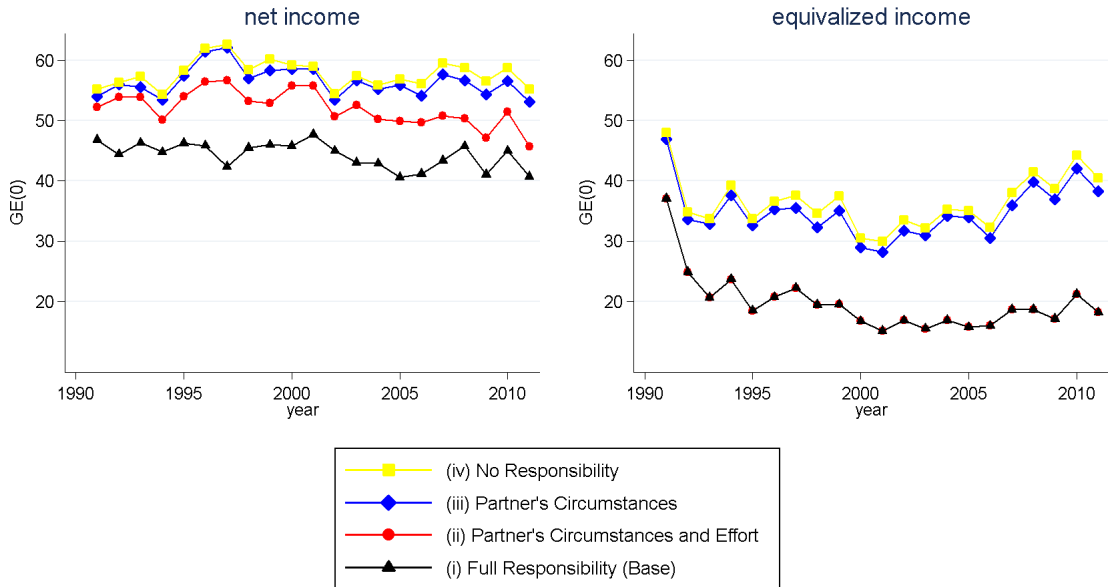 net income
GE(0)
60
50
40
30
20
1990
1995
2000
2005
2010
year
equivalized income
GE(0)
60
50
40
30
20
1990
1995
2000
2005
2010
year
(iv) No Responsibility
(iii) Partner's Circumstances
(ii) Partner's Circumstances and Effort
(i) Full Responsibility (Base)